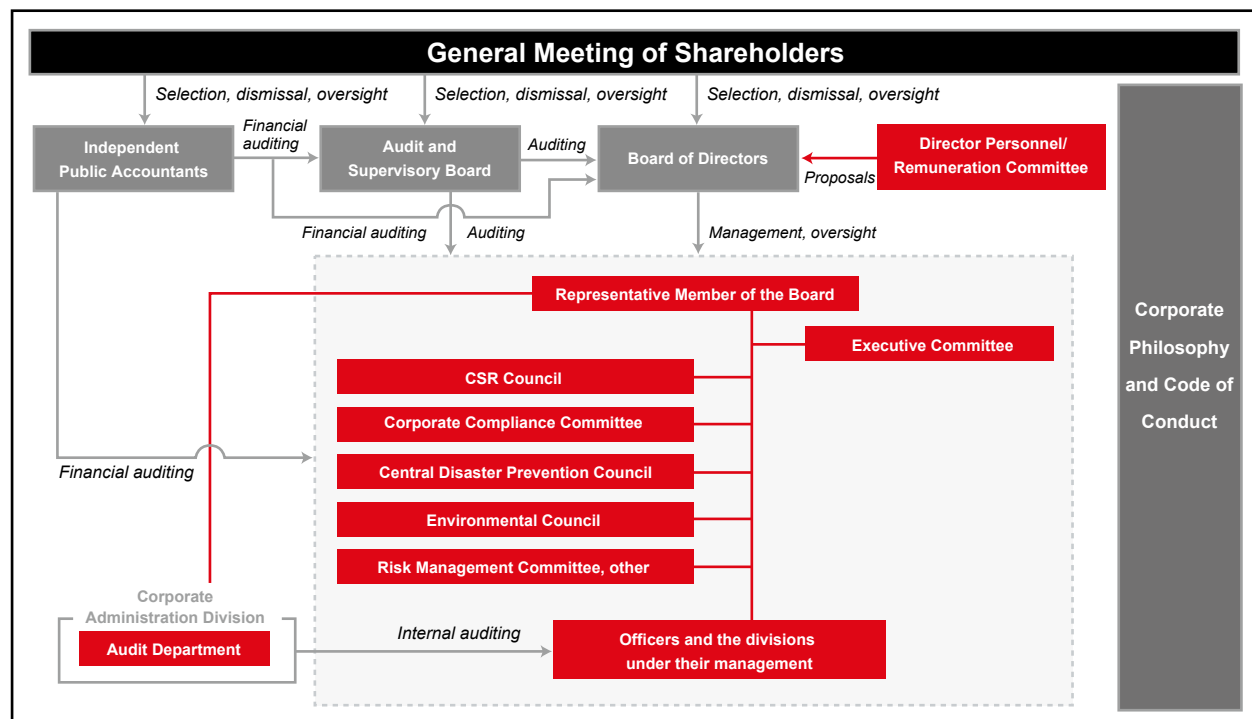 General Meeting of Shareholders
Selection, dismissal, oversight
Selection, dismissal, oversight
Selection, dismissal, oversight
Independent
Public Accountants
Financial
auditing
Audit and
Supervisory Board
Auditing
Board of Directors
Proposals
Director Personnel/
Remuneration Committee
Financial auditing
Auditing
Management, oversight
Representative Member of the Board
Executive Committee
CSR Council
Corporate Compliance Committee
Central Disaster Prevention Council
Environmental Council
Risk Management Committee, other
Financial auditing
Corporate
Administration Division
Audit Department
Internal auditing
Officers and the divisions
under their management
Corporate
Philosophy
and Code of
Conduct